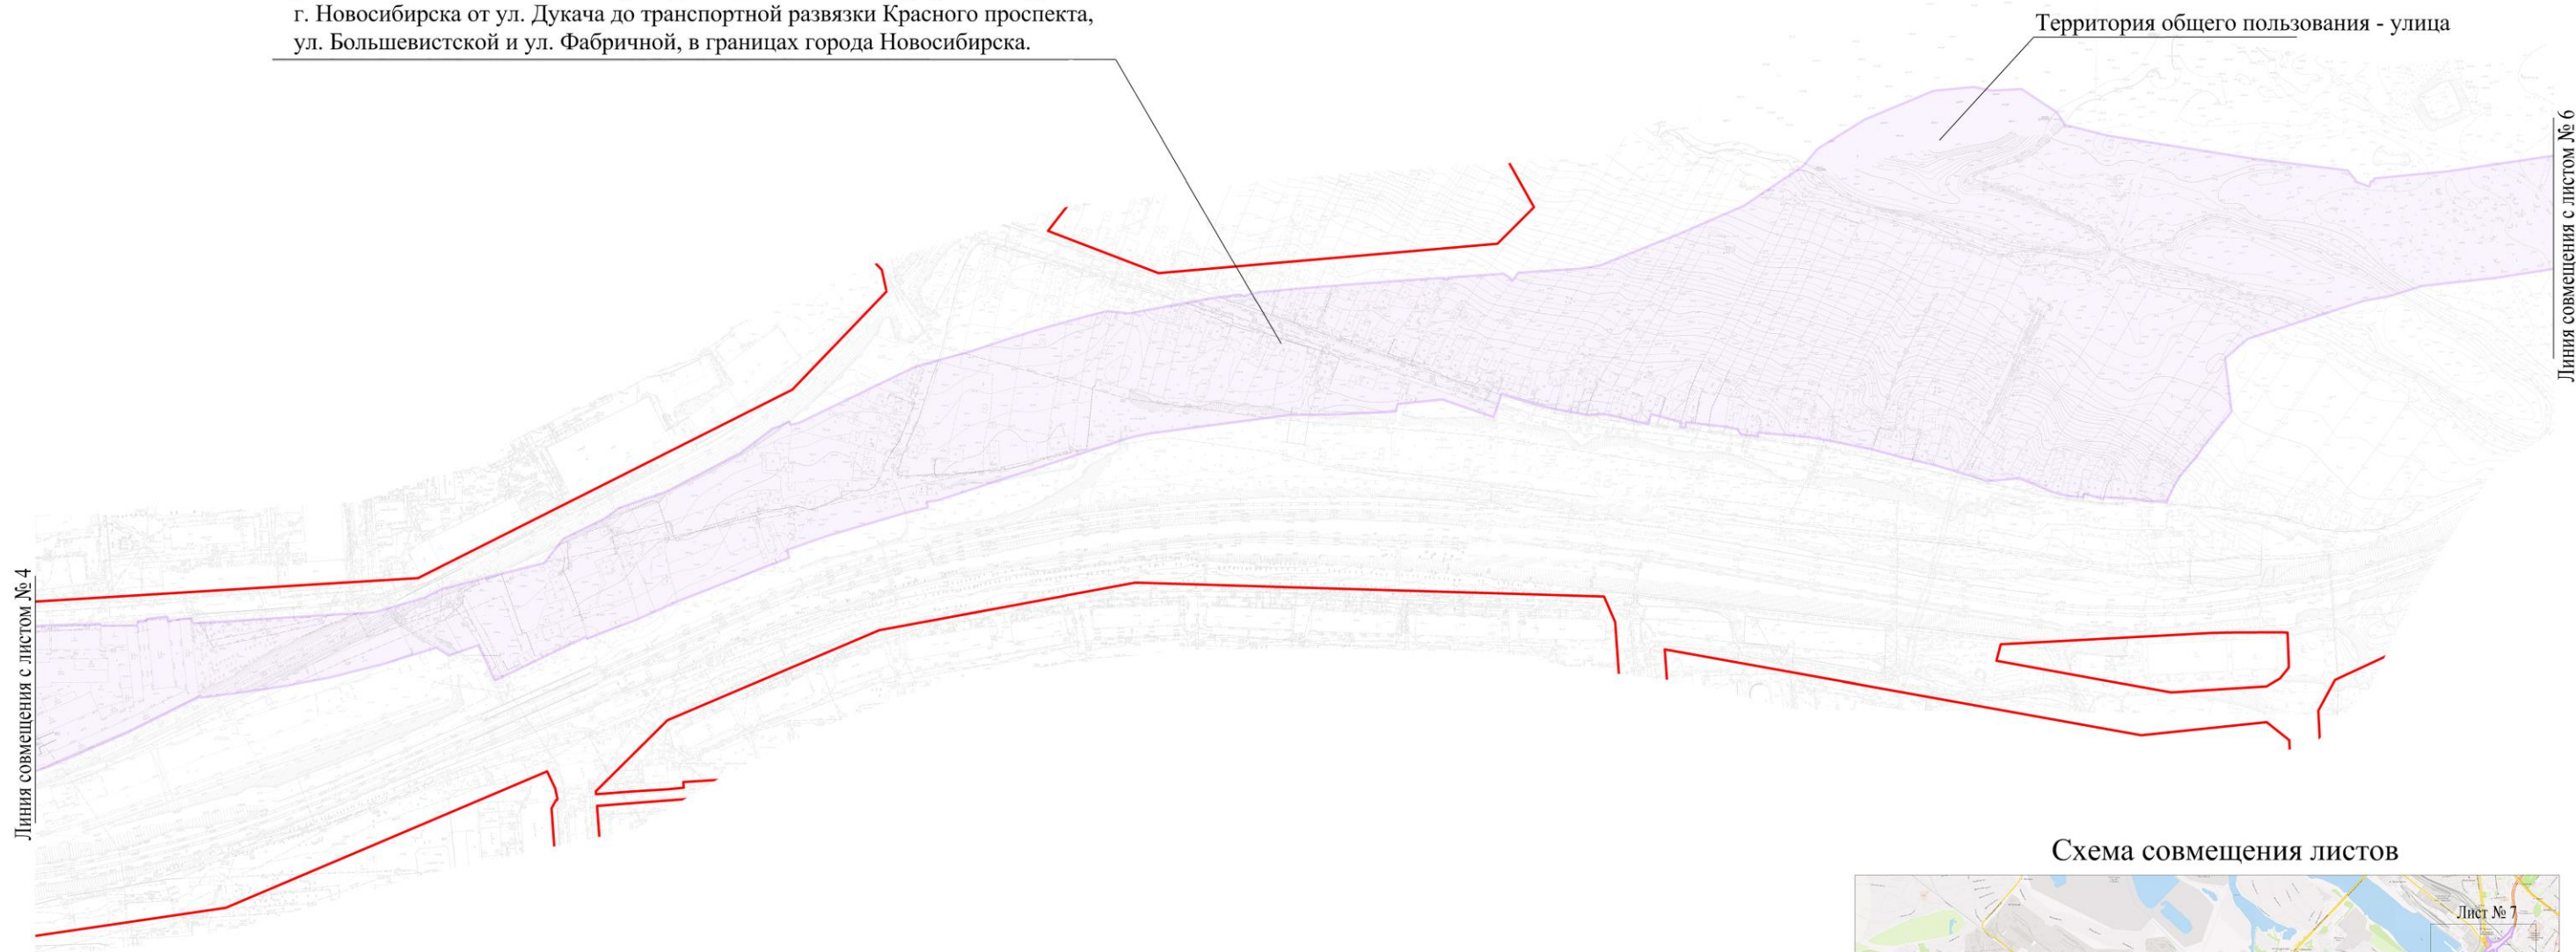 г. Новосибирска от ул. Дукача до транспортной развязки Красного проспекта,
ул. Большевистской и ул. Фабричной, в границах города Новосибирска.
Территория общего пользования - улица
Линия совмещения с листом № 6
Линия совмещения с листом № 4
Схема совмещения листов
Лист № 7